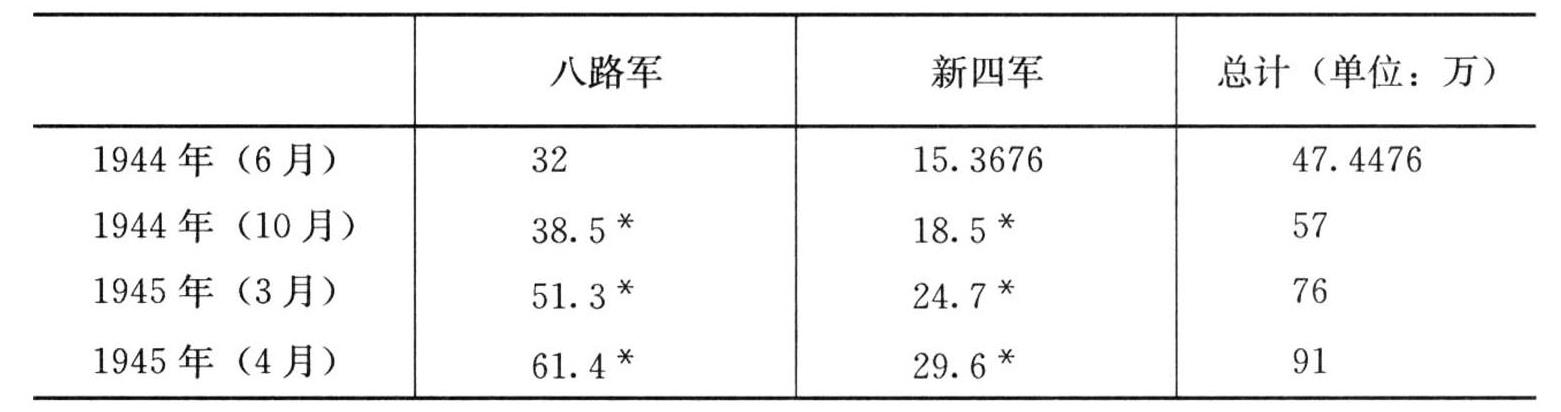 八路军 新四军 总计（单位：万）
1944年（6月） 32 15.3676 47.4476
1944年（10月） 38.5* 18.5* 57
1945年（3月） 51.3* 24.7* 76
1945年（4月） 61.4* 29.6* 91